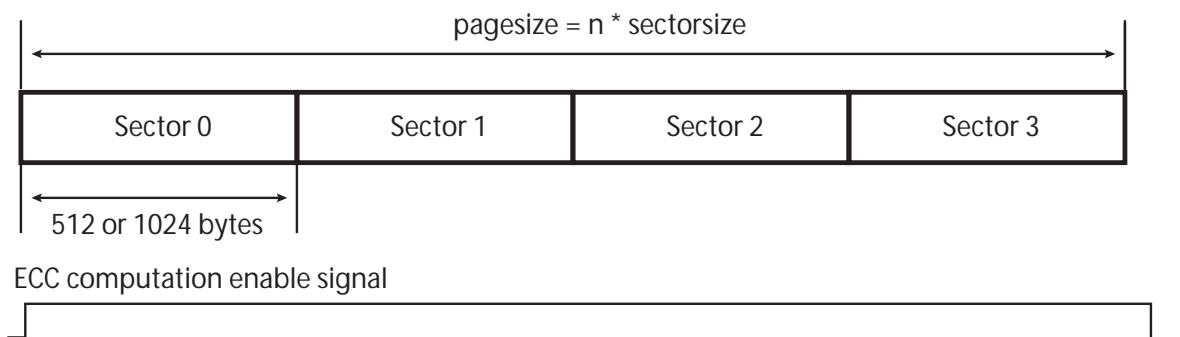 pagesize = n * sectorsize
Sector 0 Sector 1 Sector 2 Sector 3
512 or 1024 bytes
ECC computation enable signal